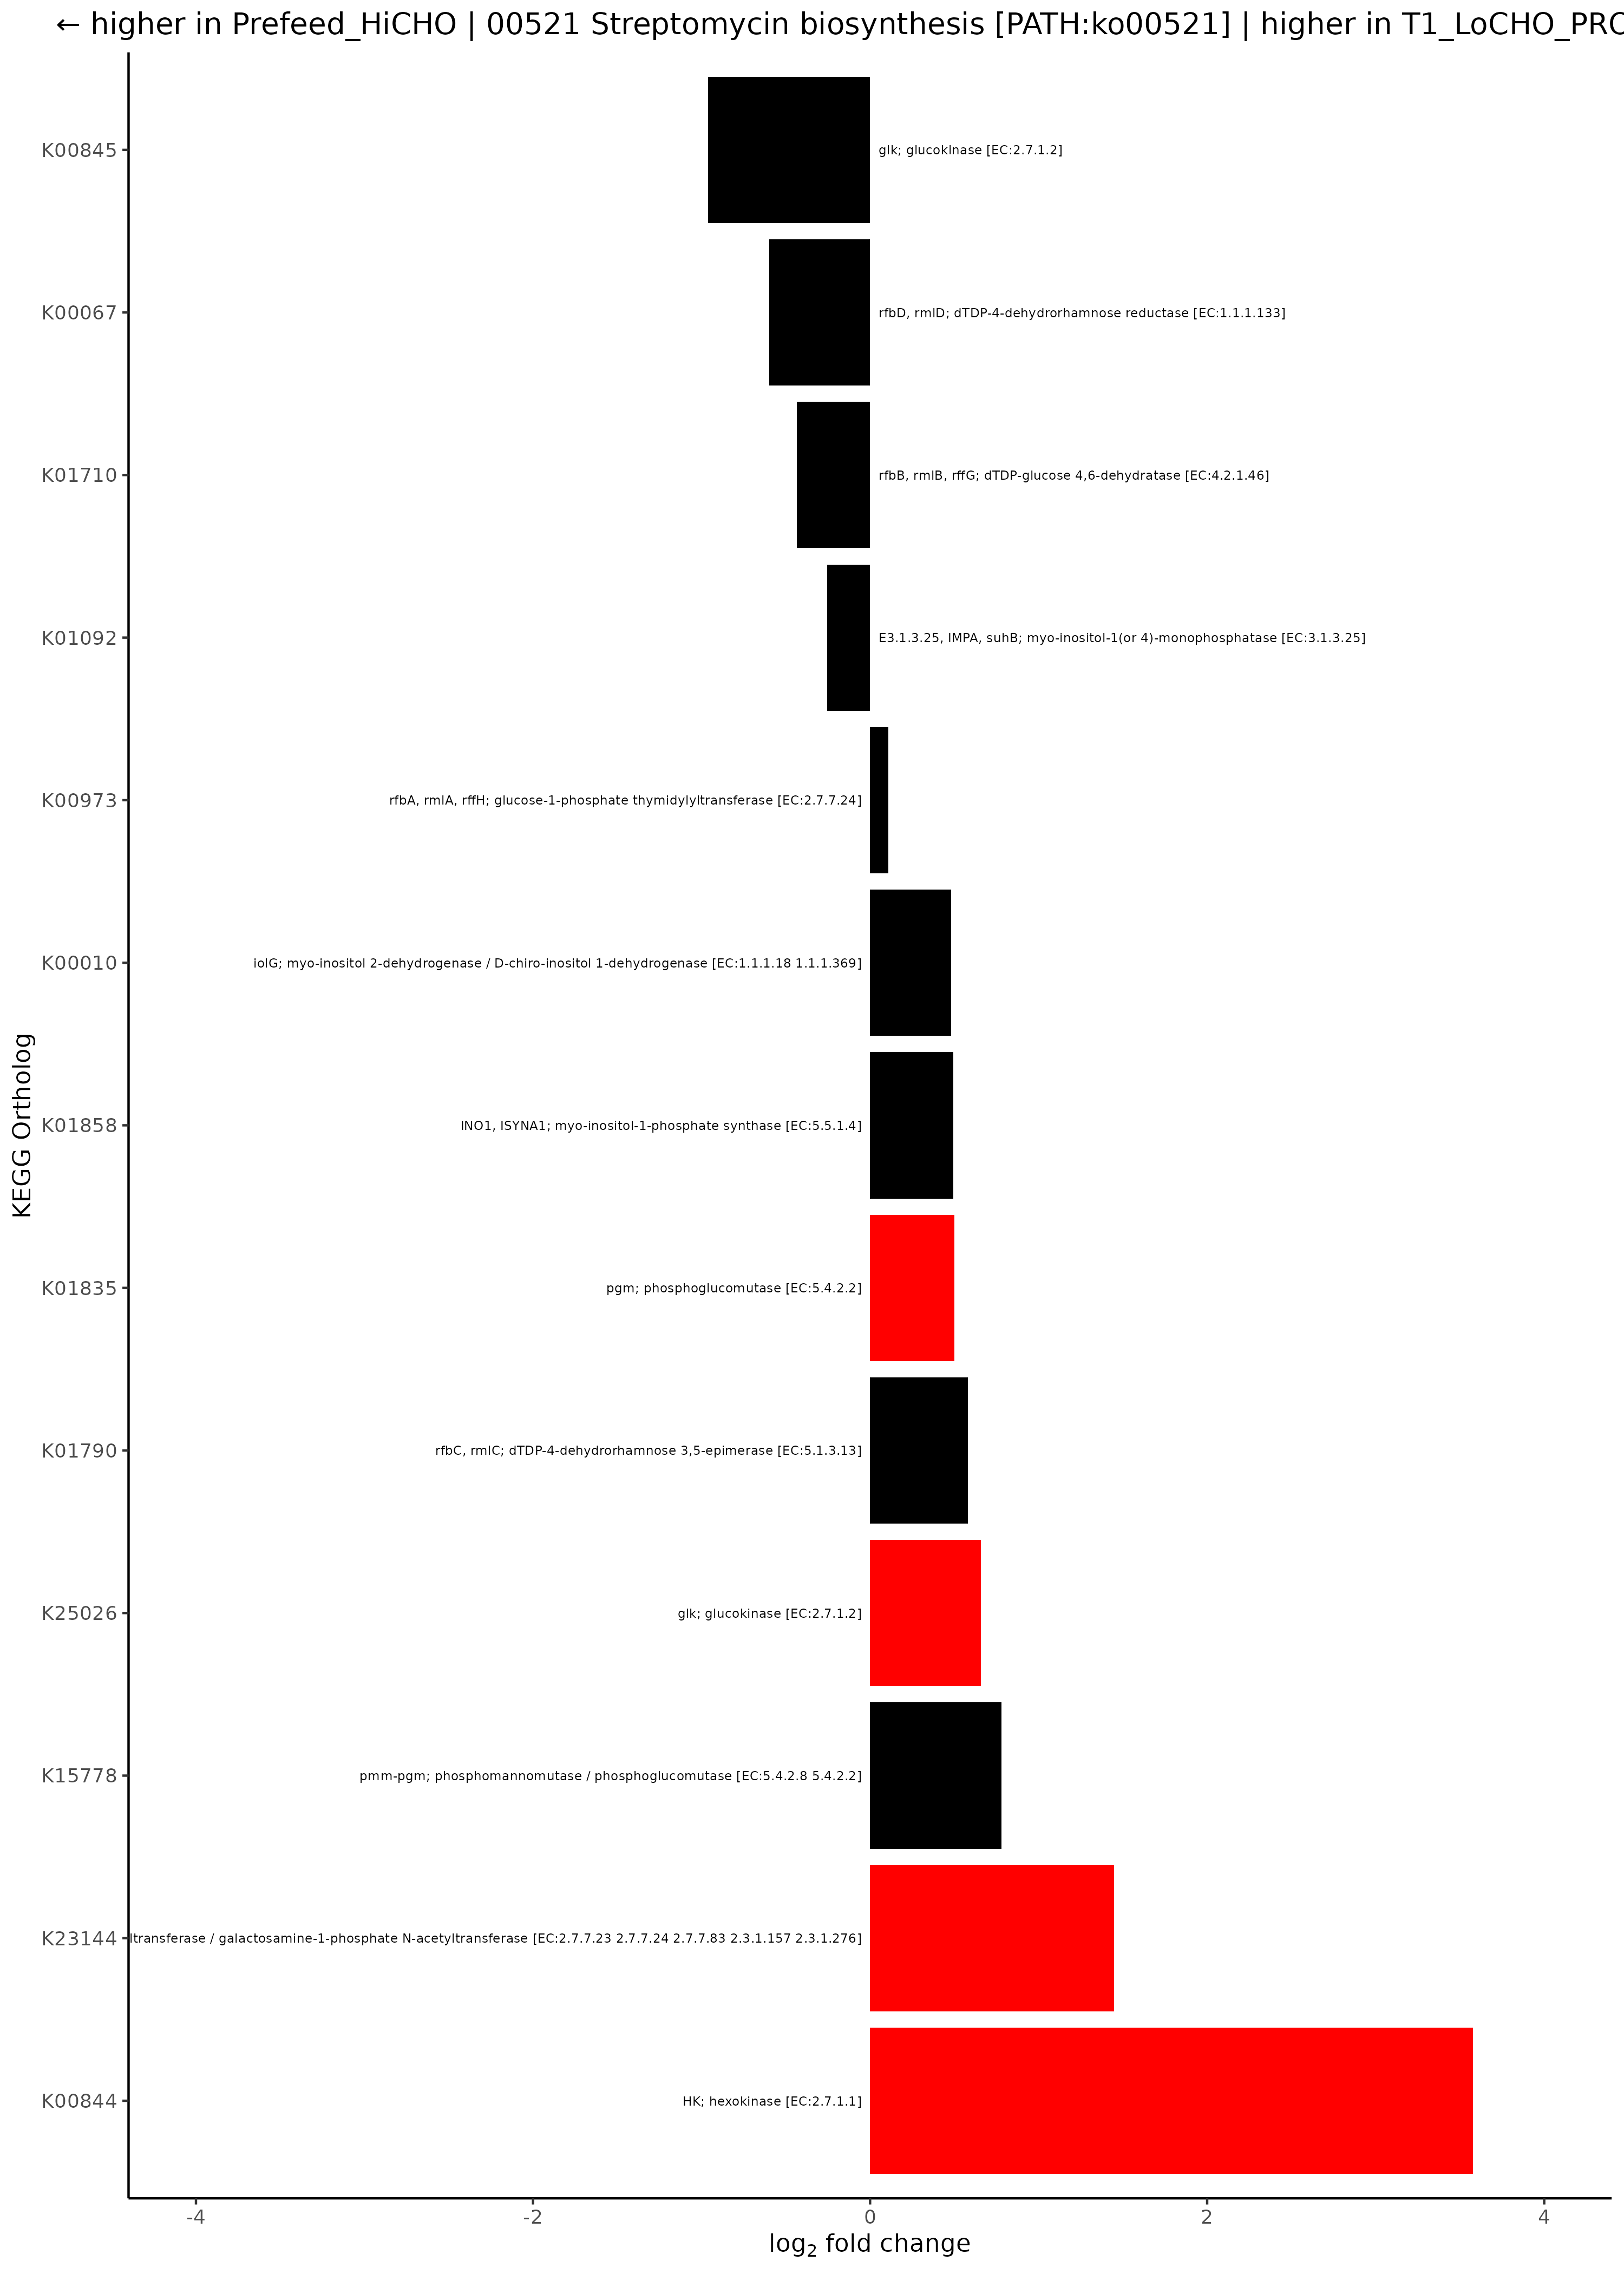 ← higher in Prefeed_HiCHO | 00521 Streptomycin biosynthesis [PATH:ko00521] | higher in T1_LoCHO_PRO
K00845
glk; glucokinase [EC:2.7.1.2]
K00067
rfbD, rmlD; dTDP-4-dehydrorhamnose reductase [EC:1.1.1.133]
K01710
rfbB, rmlB, rffG; dTDP-glucose 4,6-dehydratase [EC:4.2.1.46]
K01092
E3.1.3.25, IMPA, suhB; myo-inositol-1(or 4)-monophosphatase [EC:3.1.3.25]
K00973
rfbA, rmlA, rffH; glucose-1-phosphate thymidylyltransferase [EC:2.7.7.24]
K00010
iolG; myo-inositol 2-dehydrogenase / D-chiro-inositol 1-dehydrogenase [EC:1.1.1.18 1.1.1.369]
K01858
INO1, ISYNA1; myo-inositol-1-phosphate synthase [EC:5.5.1.4]
K01835
pgm; phosphoglucomutase [EC:5.4.2.2]
K01790
rfbC, rmlC; dTDP-4-dehydrorhamnose 3,5-epimerase [EC:5.1.3.13]
K25026
glk; glucokinase [EC:2.7.1.2]
K15778
pmm-pgm; phosphomannomutase / phosphoglucomutase [EC:5.4.2.8 5.4.2.2]
K23144
ltransferase / galactosamine-1-phosphate N-acetyltransferase [EC:2.7.7.23 2.7.7.24 2.7.7.83 2.3.1.157 2.3.1.276]
K00844
HK; hexokinase [EC:2.7.1.1]
KEGG Ortholog
-4 -2 0 2 4
log2 fold change